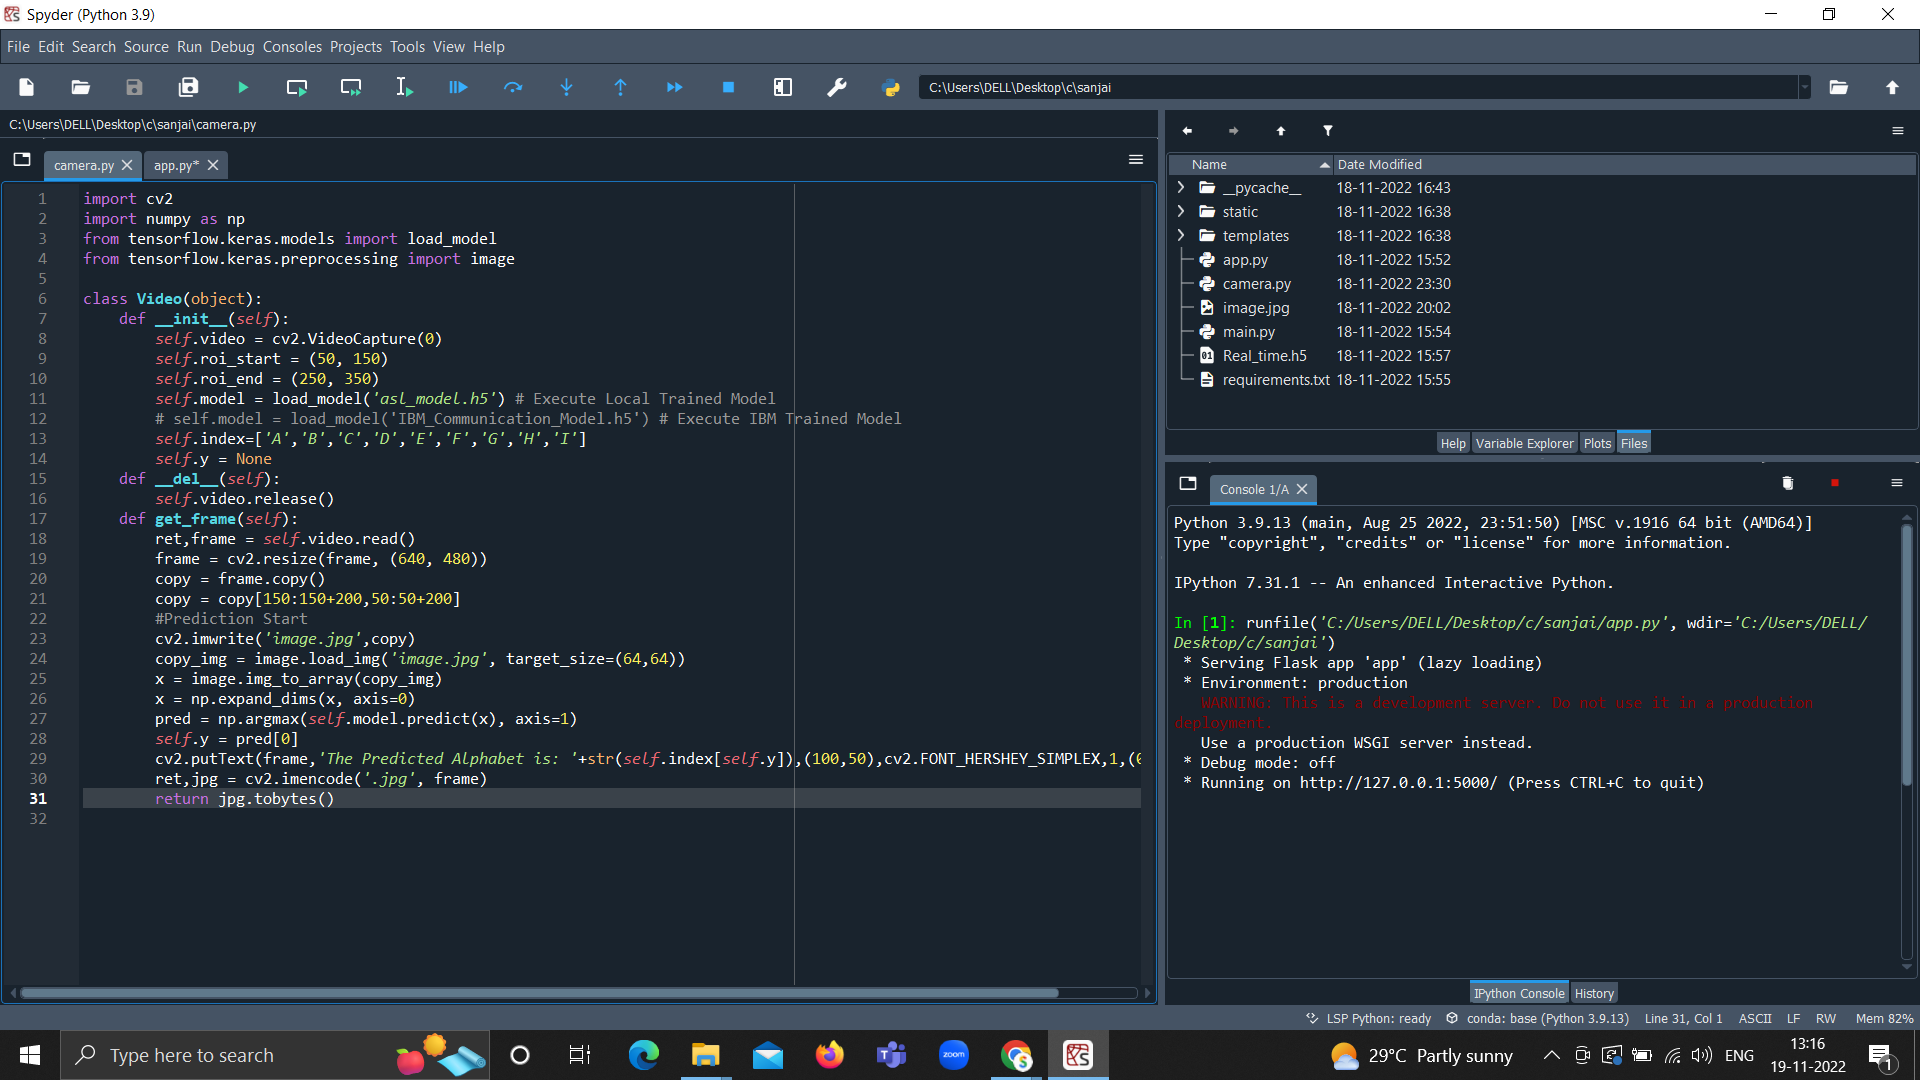 Spyder (Python 3.9)
File Edit Search Source Run Debug Consoles Projects Tools View Help
C:\Users\DELL\Desktop\c\sanjai
C:\Users\DELL\Desktop\c\sanjai\camera.py
camera.py app.py*
1 import cv2
2 import numpy as np
3 from tensorflow.keras.models import load_model
4 from tensorflow.keras.preprocessing import image
5
6 class Video(object):
7     def __init__(self):
8         self.video = cv2.VideoCapture(0)
9         self.roi_start = (50, 150)
10         self.roi_end = (250, 350)
11         self.model = load_model('asl_model.h5') # Execute Local Trained Model
12         # self.model = load_model('IBM_Communication_Model.h5') # Execute IBM Trained Model
13         self.index=['A','B','C','D','E','F','G','H','I']
14         self.y = None
15     def __del__(self):
16         self.video.release()
17     def get_frame(self):
18         ret,frame = self.video.read()
19         frame = cv2.resize(frame, (640, 480))
20         copy = frame.copy()
21         copy = copy[150:150+200,50:50+200]
22         #Prediction Start
23         cv2.imwrite('image.jpg',copy)
24         copy_img = image.load_img('image.jpg', target_size=(64,64))
25         x = image.img_to_array(copy_img)
26         x = np.expand_dims(x, axis=0)
27         pred = np.argmax(self.model.predict(x), axis=1)
28         self.y = pred[0]
29         cv2.putText(frame,'The Predicted Alphabet is: '+str(self.index[self.y]),(100,50),cv2.FONT_HERSHEY_SIMPLEX,1,(0
30         ret,jpg = cv2.imencode('.jpg', frame)
31         return jpg.tobytes()
32
Name Date Modified
__pycache__ 18-11-2022 16:43
static 18-11-2022 16:38
templates 18-11-2022 16:38
app.py 18-11-2022 15:52
camera.py 18-11-2022 23:30
image.jpg 18-11-2022 20:02
main.py 18-11-2022 15:54
Real_time.h5 18-11-2022 15:57
requirements.txt 18-11-2022 15:55
Help Variable Explorer Plots Files
Console 1/A
Python 3.9.13 (main, Aug 25 2022, 23:51:50) [MSC v.1916 64 bit (AMD64)]
Type "copyright", "credits" or "license" for more information.
IPython 7.31.1 -- An enhanced Interactive Python.
In [1]: runfile('C:/Users/DELL/Desktop/c/sanjai/app.py', wdir='C:/Users/DELL/
Desktop/c/sanjai')
* Serving Flask app 'app' (lazy loading)
* Environment: production
WARNING: This is a development server. Do not use it in a production
deployment.
Use a production WSGI server instead.
* Debug mode: off
* Running on http://127.0.0.1:5000/ (Press CTRL+C to quit)
IPython Console History
LSP Python: ready conda: base (Python 3.9.13) Line 31, Col 1 ASCII LF RW Mem 82%
Type here to search
zoom
29°C Partly sunny
ENG
13:16
19-11-2022
1